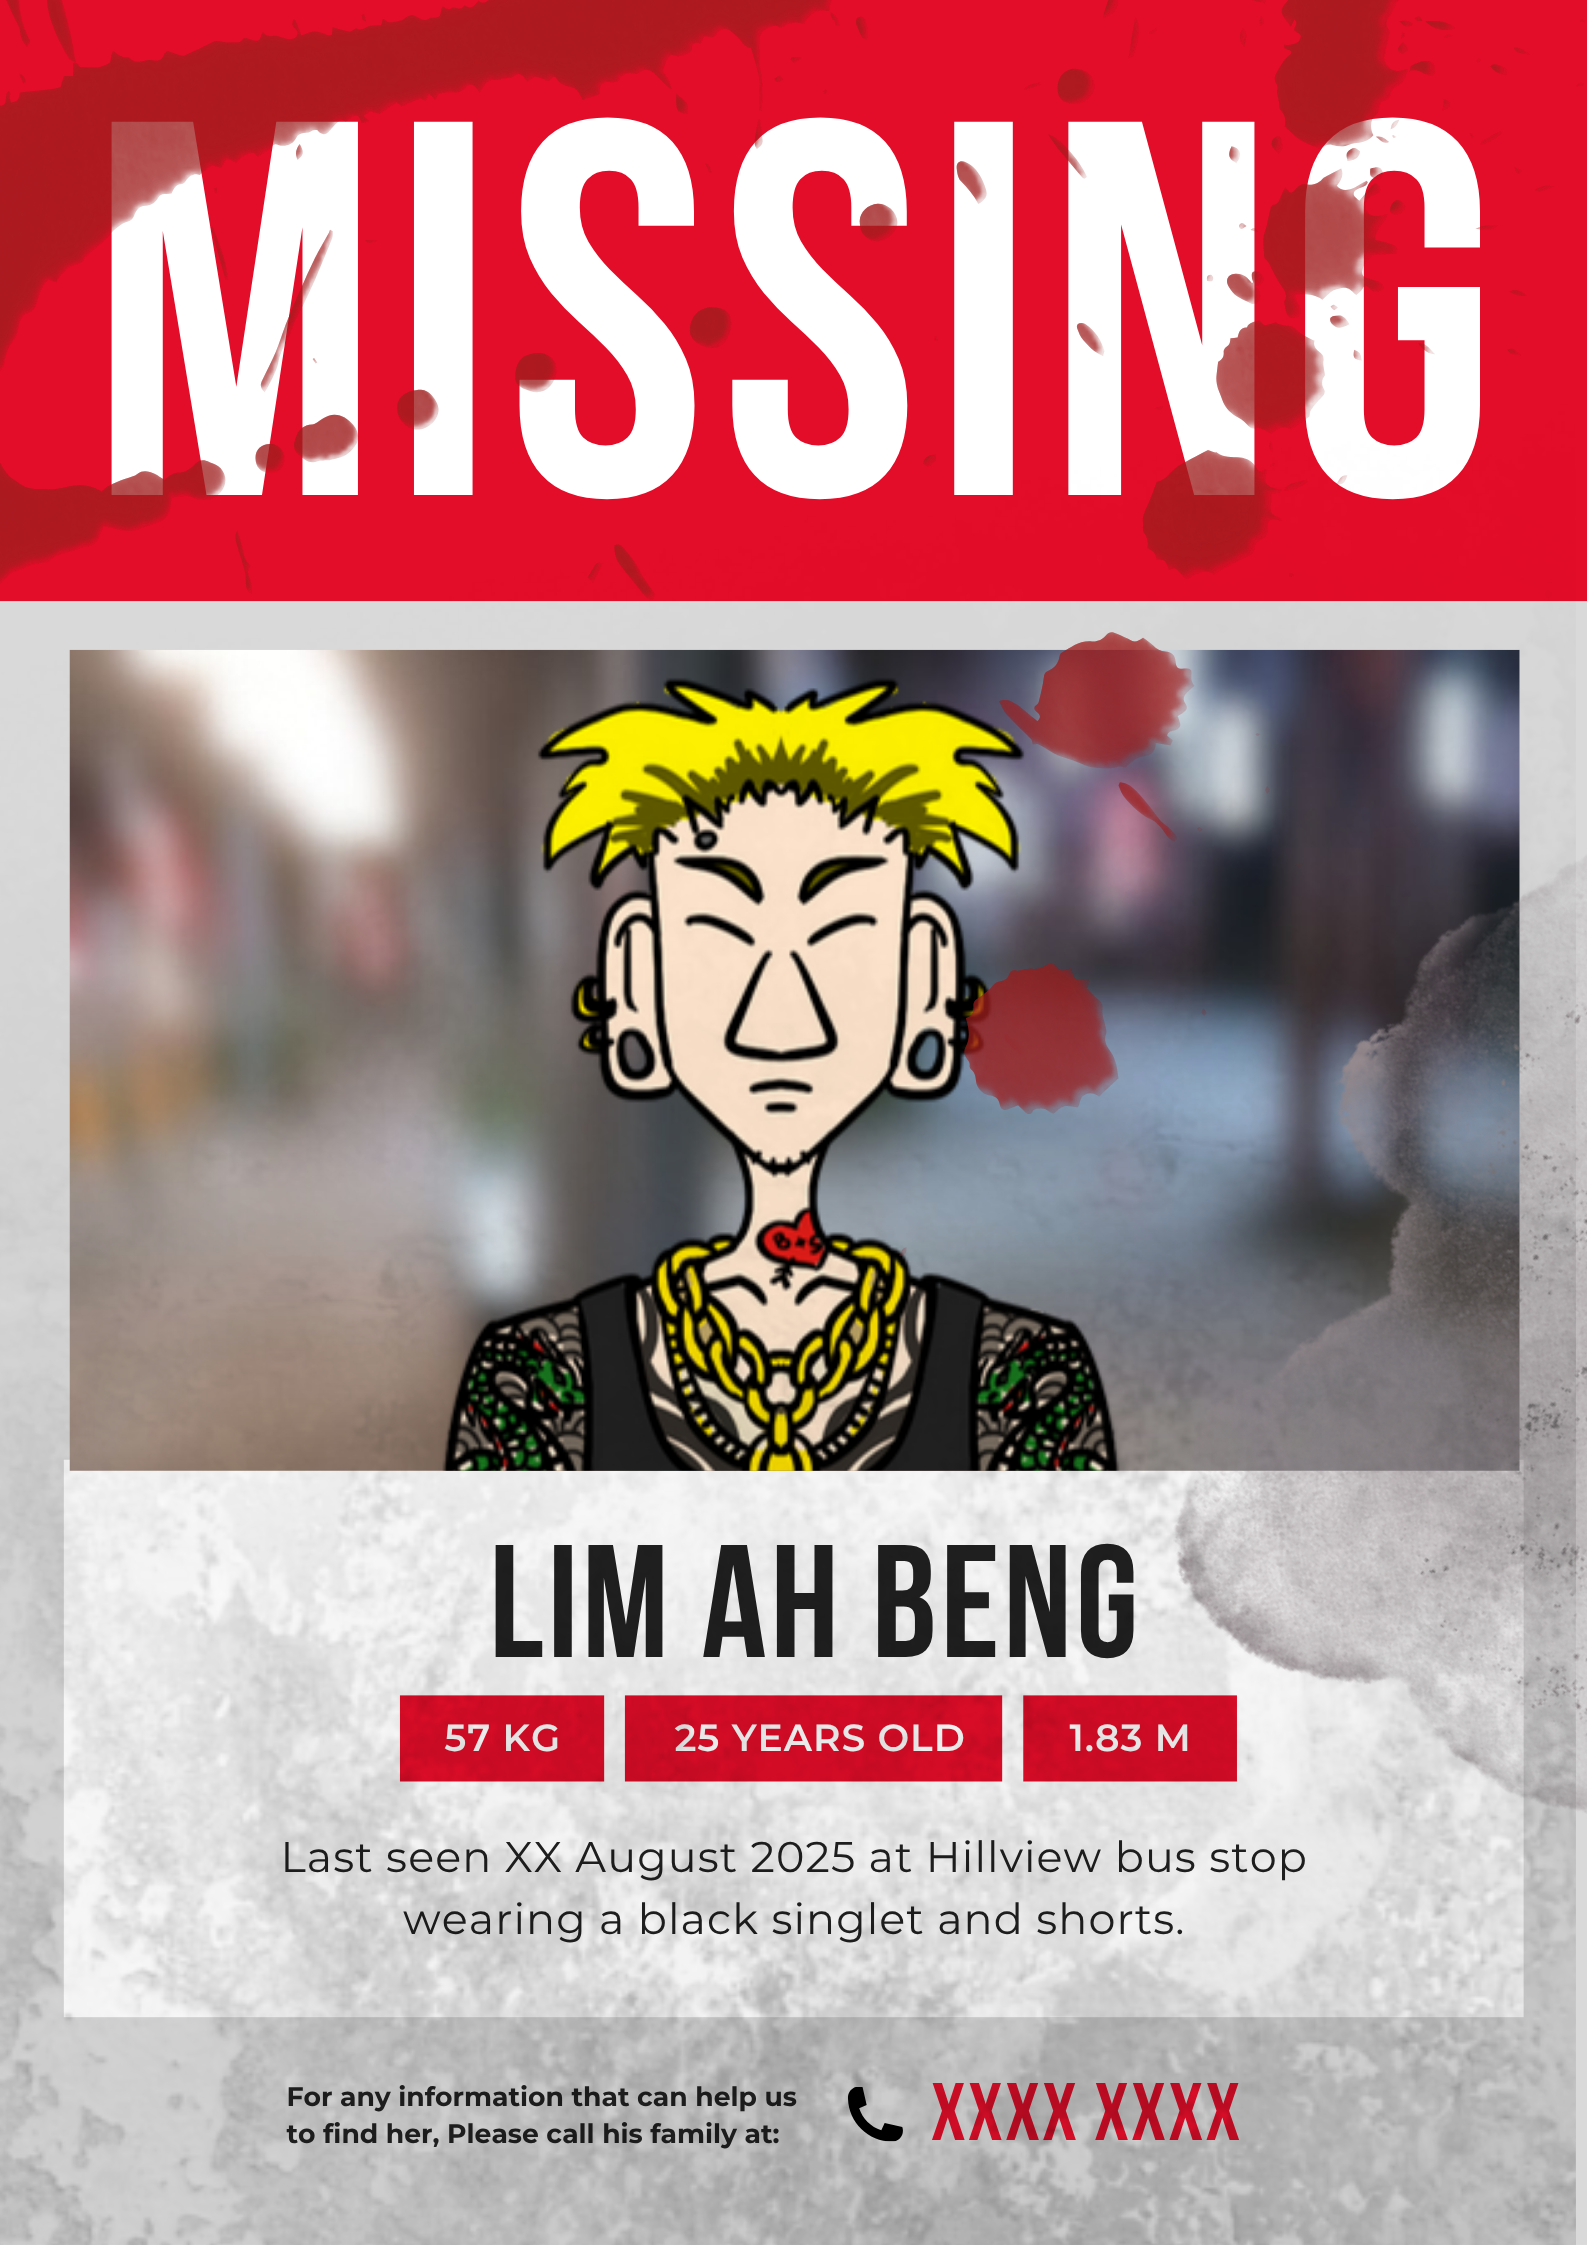 MISSING
B x S
LIM AH BENG
57 KG
25 YEARS OLD
1.83 M
Last seen XX August 2025 at Hillview bus stop
wearing a black singlet and shorts.
For any information that can help us
to find her, Please call his family at:
XXXX XXXX